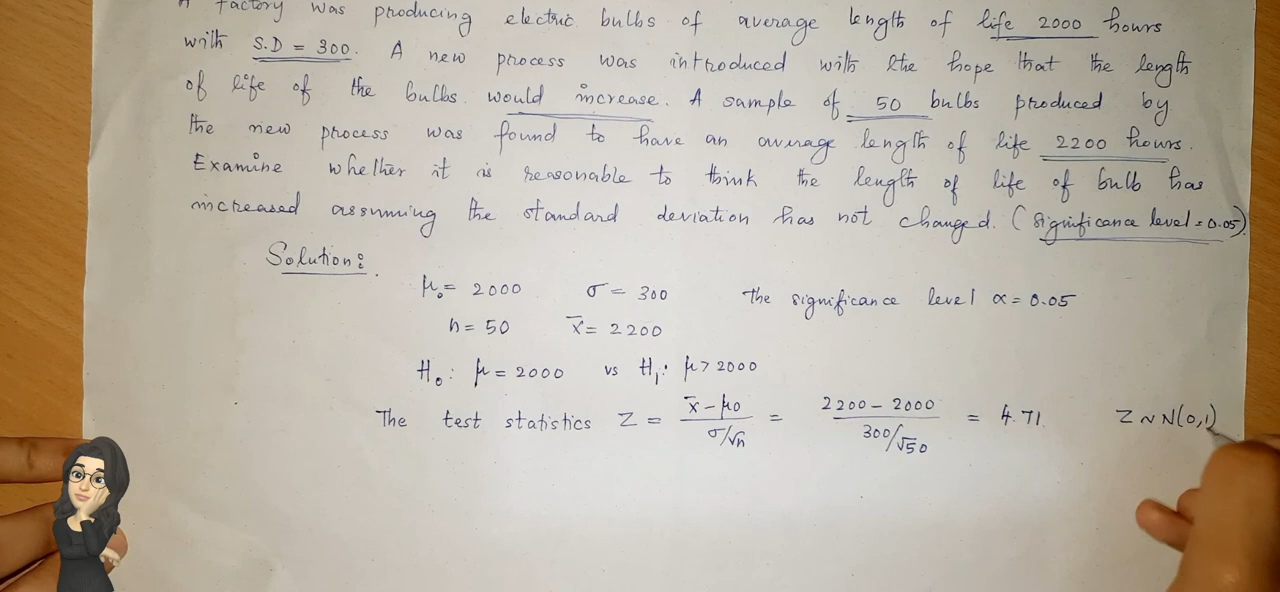 A factory was producing electric bulbs of average length of life 2000 hours
with S.D = 300. A new process was introduced with the hope that the length
of life of the bulbs would increase. A sample of 50 bulbs produced by
the new process was found to have an average length of life 2200 hours.
Examine whether it is reasonable to think the length of life of bulb has
increased assuming the standard deviation has not changed. (significance level = 0.05)
Solution:
μ₀ = 2000 σ = 300 The significance level α = 0.05
n = 50 x̄ = 2200
H₀: μ = 2000 vs H₁: μ > 2000
The test statistics Z = (x̄ - μ₀)/(σ/√n) = (2200 - 2000)/(300/√50) = 4.71 Z ~ N(0,1)